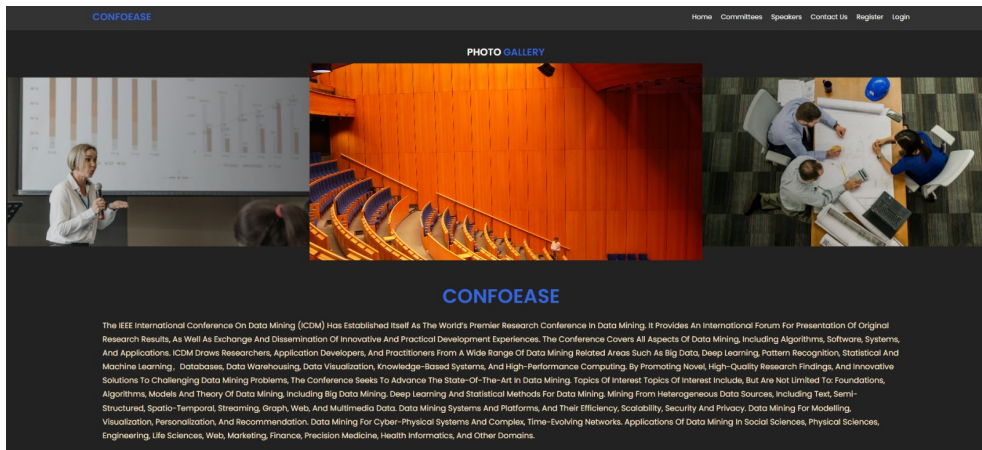 CONFOEASE
Home Committees Speakers Contact Us Register Login
PHOTO GALLERY
CONFOEASE
The IEEE International Conference On Data Mining (ICDM) Has Established Itself As The World's Premier Research Conference In Data Mining. It Provides An International Forum For Presentation Of Original
Research Results, As Well As Exchange And Dissemination Of Innovative And Practical Development Experiences. The Conference Covers All Aspects Of Data Mining, Including Algorithms, Software, Systems,
And Applications. ICDM Draws Researchers, Application Developers, And Practitioners From A Wide Range Of Data Mining Related Areas Such As Big Data, Deep Learning, Pattern Recognition, Statistical And
Machine Learning，Databases, Data Warehousing, Data Visualization, Knowledge-Based Systems, And High-Performance Computing. By Promoting Novel, High-Quality Research Findings, And Innovative
Solutions To Challenging Data Mining Problems, The Conference Seeks To Advance The State-Of-The-Art In Data Mining. Topics Of Interest Topics Of Interest Include, But Are Not Limited To: Foundations,
Algorithms, Models And Theory Of Data Mining, Including Big Data Mining. Deep Learning And Statistical Methods For Data Mining. Mining From Heterogeneous Data Sources, Including Text, Semi-
Structured, Spatio-Temporal, Streaming, Graph, Web, And Multimedia Data. Data Mining Systems And Platforms, And Their Efficiency, Scalability, Security And Privacy. Data Mining For Modelling,
Visualization, Personalization, And Recommendation. Data Mining For Cyber-Physical Systems And Complex, Time-Evolving Networks. Applications Of Data Mining In Social Sciences, Physical Sciences,
Engineering, Life Sciences, Web, Marketing, Finance, Precision Medicine, Health Informatics, And Other Domains.